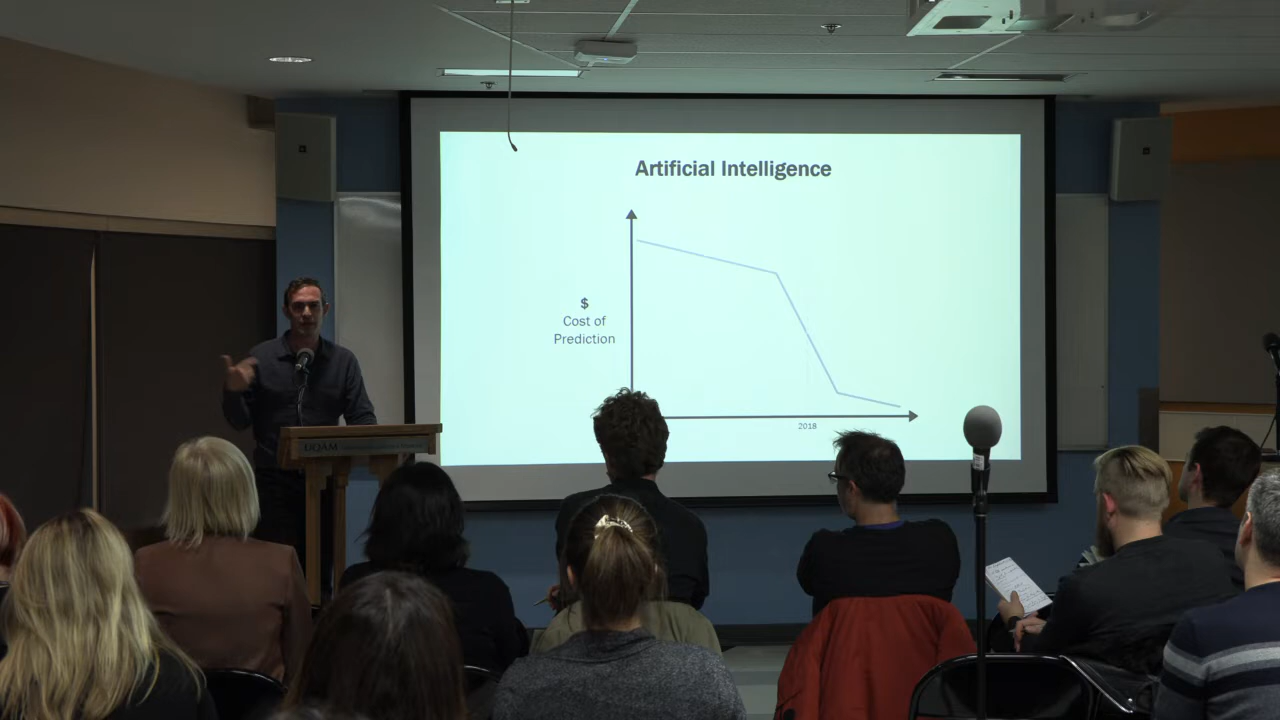 Artificial Intelligence
$
Cost of
Prediction
2018
UQAM